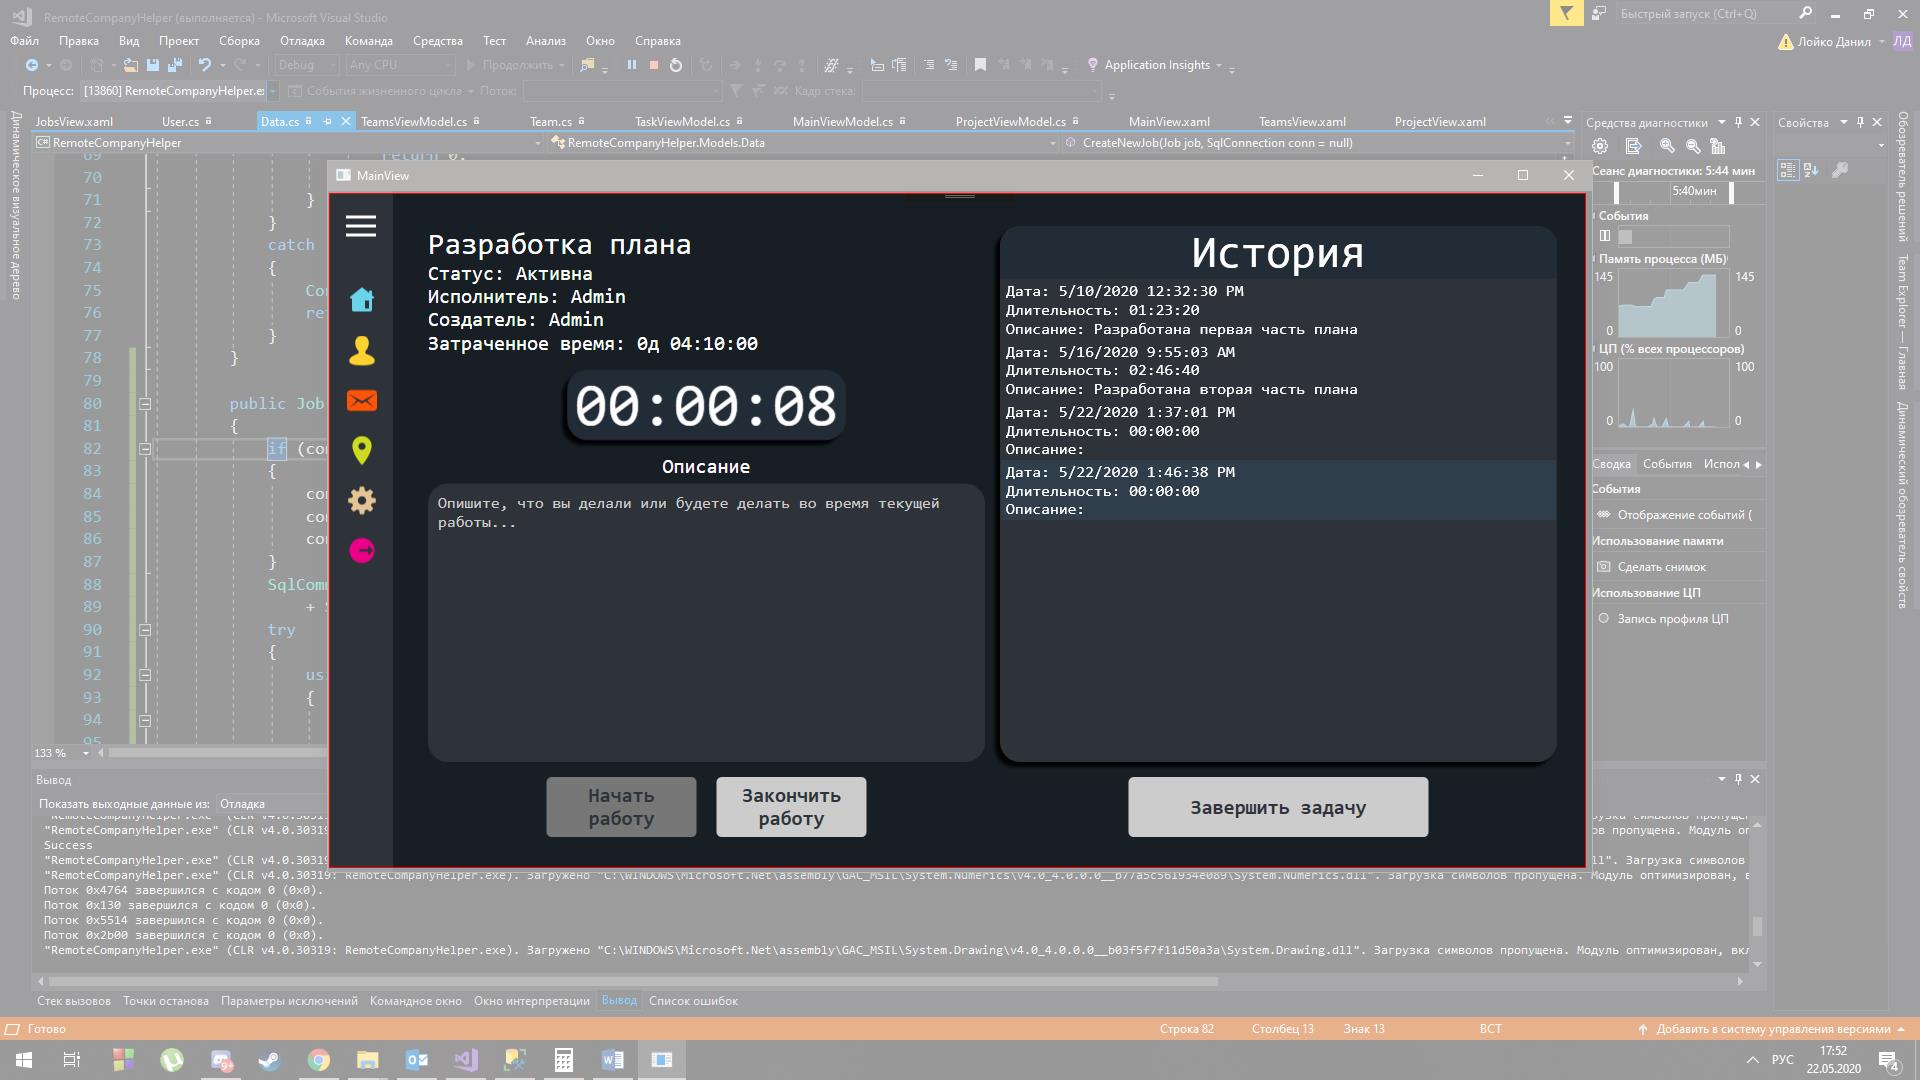 RemoteCompanyHelper (выполняется) - Microsoft Visual Studio
Быстрый запуск (Ctrl+Q)
Файл Правка Вид Проект Сборка Отладка Команда Средства Тест Анализ Окно Справка
Лойко Данил ЛД
Debug Any CPU Продолжить Application Insights
Процесс: [13860] RemoteCompanyHelper.e События жизненного цикла Поток: Кадр стека:
JobsView.xaml User.cs Data.cs TeamsViewModel.cs Team.cs TaskViewModel.cs MainViewModel.cs ProjectViewModel.cs MainView.xaml TeamsView.xaml ProjectView.xaml
RemoteCompanyHelper RemoteCompanyHelper.Models.Data CreateNewJob(Job job, SqlConnection conn = null)
Динамическое визуальное дерево
69 return 0;
70
71 }
72 }
73 catch
74 {
75 Co
76 re
77 }
78 }
79
80 public Job
81 {
82 if (co
83 {
84 co
85 co
86 co
87 }
88 SqlCom
89 +
90 try
91 {
92 us
93 {
94
95
133 %
MainView
Разработка плана
Статус: Активна
Исполнитель: Admin
Создатель: Admin
Затраченное время: 0д 04:10:00
00:00:08
Описание
Опишите, что вы делали или будете делать во время текущей
работы...
Начать
работу
Закончить
работу
История
Дата: 5/10/2020 12:32:30 PM
Длительность: 01:23:20
Описание: Разработана первая часть плана
Дата: 5/16/2020 9:55:03 AM
Длительность: 02:46:40
Описание: Разработана вторая часть плана
Дата: 5/22/2020 1:37:01 PM
Длительность: 00:00:00
Описание:
Дата: 5/22/2020 1:46:38 PM
Длительность: 00:00:00
Описание:
Завершить задачу
Средства диагностики
Сеанс диагностики: 5:44 мин
5:40мин
События
Память процесса (МБ)
145 145
0 0
ЦП (% всех процессоров)
100 100
0 0
Сводка События Испол
События
Отображение событий (
Использование памяти
Сделать снимок
Использование ЦП
Запись профиля ЦП
Свойства
Обозреватель решений
Team Explorer — Главная
Динамический обозреватель свойств
Вывод
Показать выходные данные из: Отладка
"RemoteCompanyHelper.exe" (CLR v4.0.30319
"RemoteCompanyHelper.exe" (CLR v4.0.30319 ов пропущена. Модуль оп
Success
"RemoteCompanyHelper.exe" (CLR v4.0.30319 ll". Загрузка символов
"RemoteCompanyHelper.exe" (CLR v4.0.30319: RemoteCompanyHelper.exe). Загружено "C:\WINDOWS\Microsoft.Net\assembly\GAC_MSIL\System.Numerics\v4.0_4.0.0.0__b77a5c561934e089\System.Numerics.dll". Загрузка символов пропущена. Модуль оптимизирован, в
Поток 0x4764 завершился с кодом 0 (0x0).
Поток 0x130 завершился с кодом 0 (0x0).
Поток 0x5514 завершился с кодом 0 (0x0).
Поток 0x2b00 завершился с кодом 0 (0x0).
"RemoteCompanyHelper.exe" (CLR v4.0.30319: RemoteCompanyHelper.exe). Загружено "C:\WINDOWS\Microsoft.Net\assembly\GAC_MSIL\System.Drawing\v4.0_4.0.0.0__b03f5f7f11d50a3a\System.Drawing.dll". Загрузка символов пропущена. Модуль оптимизирован, вкл
Стек вызовов Точки останова Параметры исключений Командное окно Окно интерпретации Вывод Список ошибок
Готово Строка 82 Столбец 13 Знак 13 ВСТ Добавить в систему управления версиями
9+
РУС
17:52
22.05.2020
4